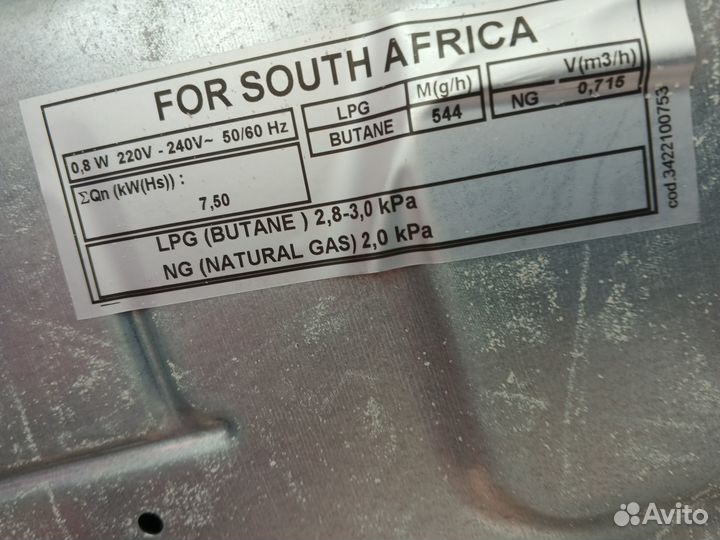 FOR SOUTH AFRICA
0,8 W 220V - 240V~ 50/60 Hz
ΣQn (kW(Hs)) :
7,50
LPG
BUTANE
M(g/h)
544
NG
V(m3/h)
0,715
LPG (BUTANE ) 2,8-3,0 kPa
NG (NATURAL GAS) 2,0 kPa
cod.3422100753
Avito